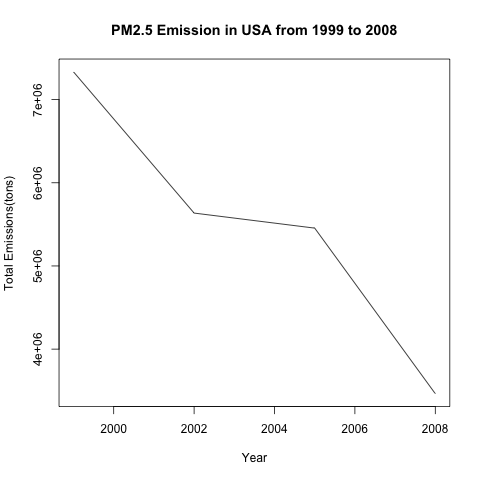 PM2.5 Emission in USA from 1999 to 2008
Total Emissions(tons)
7e+06
6e+06
5e+06
4e+06
2000 2002 2004 2006 2008
Year